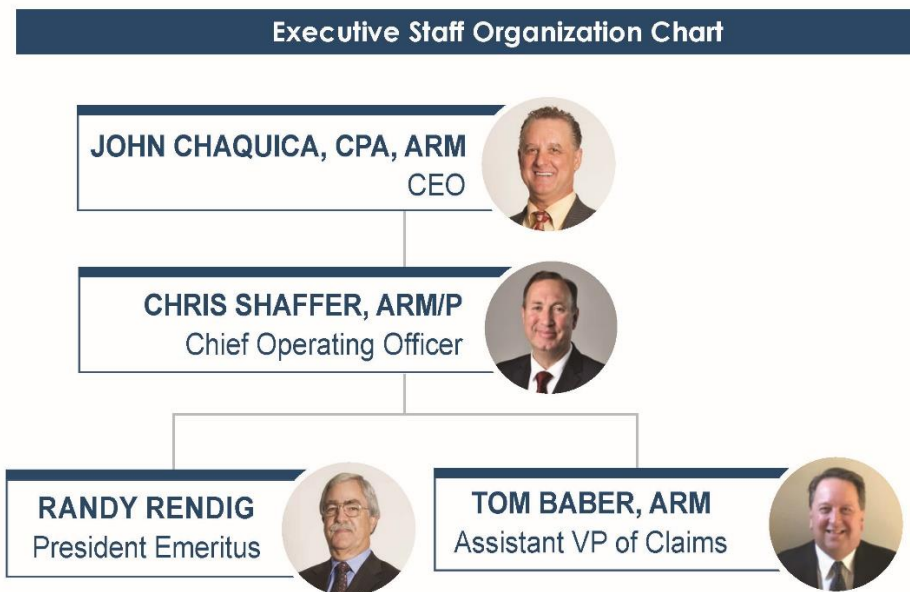 Executive Staff Organization Chart
JOHN CHAQUICA, CPA, ARM
CEO
CHRIS SHAFFER, ARM/P
Chief Operating Officer
RANDY RENDIG
President Emeritus
TOM BABER, ARM
Assistant VP of Claims